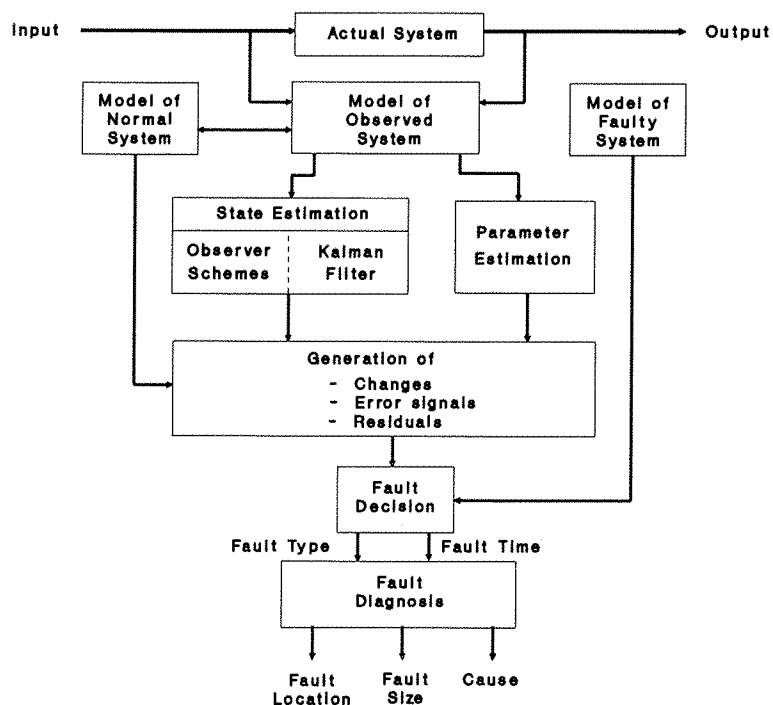 Input
Actual System
Output
Model of
Normal
System
Model of
Observed
System
Model of
Faulty
System
State Estimation
Observer
Schemes
Kalman
Filter
Parameter
Estimation
Generation of
- Changes
- Error signals
- Residuals
Fault
Decision
Fault Type
Fault Time
Fault
Diagnosis
Fault
Location
Fault
Size
Cause